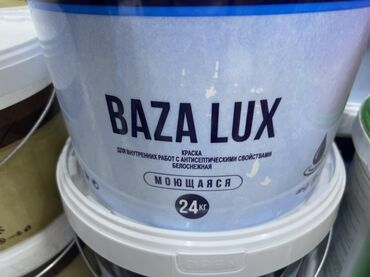 BAZA LUX
КРАСКА
ДЛЯ ВНУТРЕННИХ РАБОТ С АНТИСЕПТИЧЕСКИМИ СВОЙСТВАМИ
БЕЛОСНЕЖНАЯ
МОЮЩАЯСЯ
24КГ